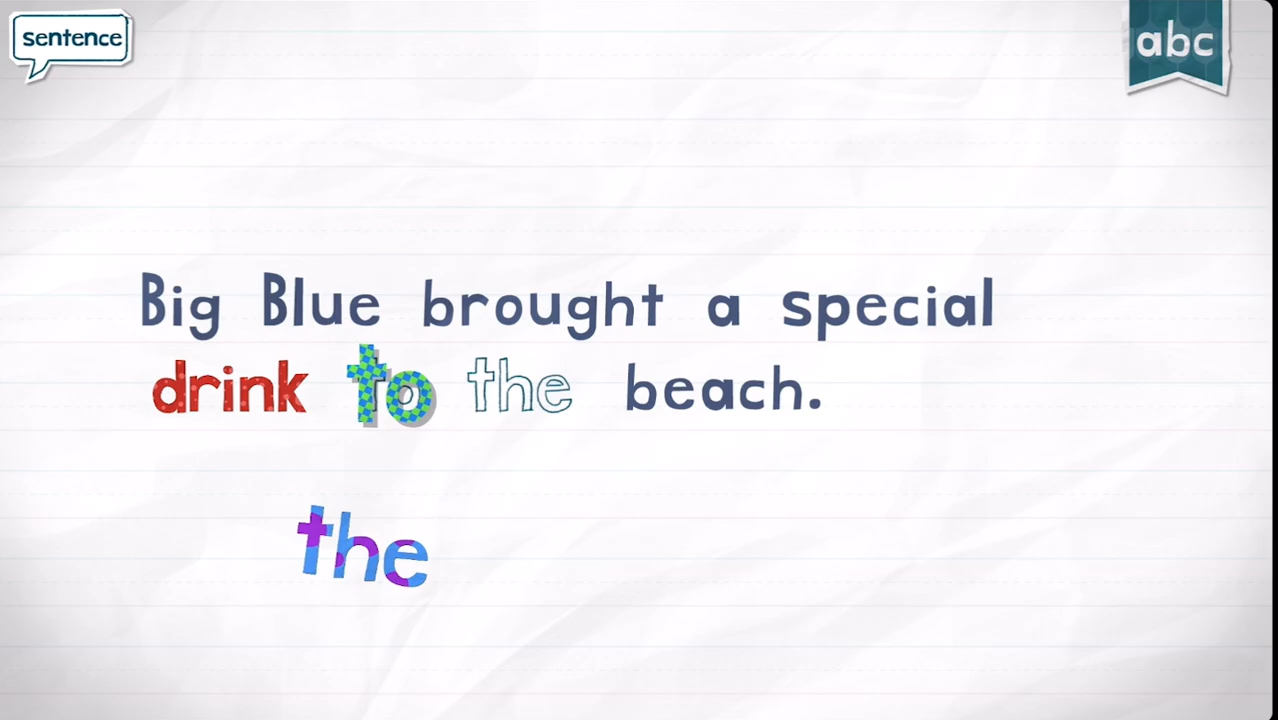 sentence
abc
Big Blue brought a special
drink to the beach.
the